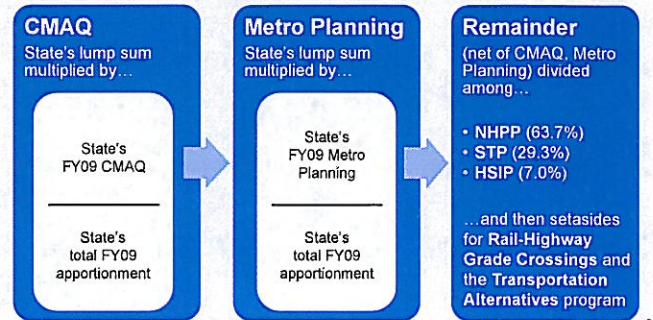 CMAQ
State's lump sum
multiplied by…
State's
FY09 CMAQ
State's
total FY09
apportionment
Metro Planning
State's lump sum
multiplied by…
State's
FY09 Metro
Planning
State's
total FY09
apportionment
Remainder
(net of CMAQ, Metro
Planning) divided
among…
• NHPP (63.7%)
• STP (29.3%)
• HSIP (7.0%)
…and then setasides
for Rail-Highway
Grade Crossings and
the Transportation
Alternatives program